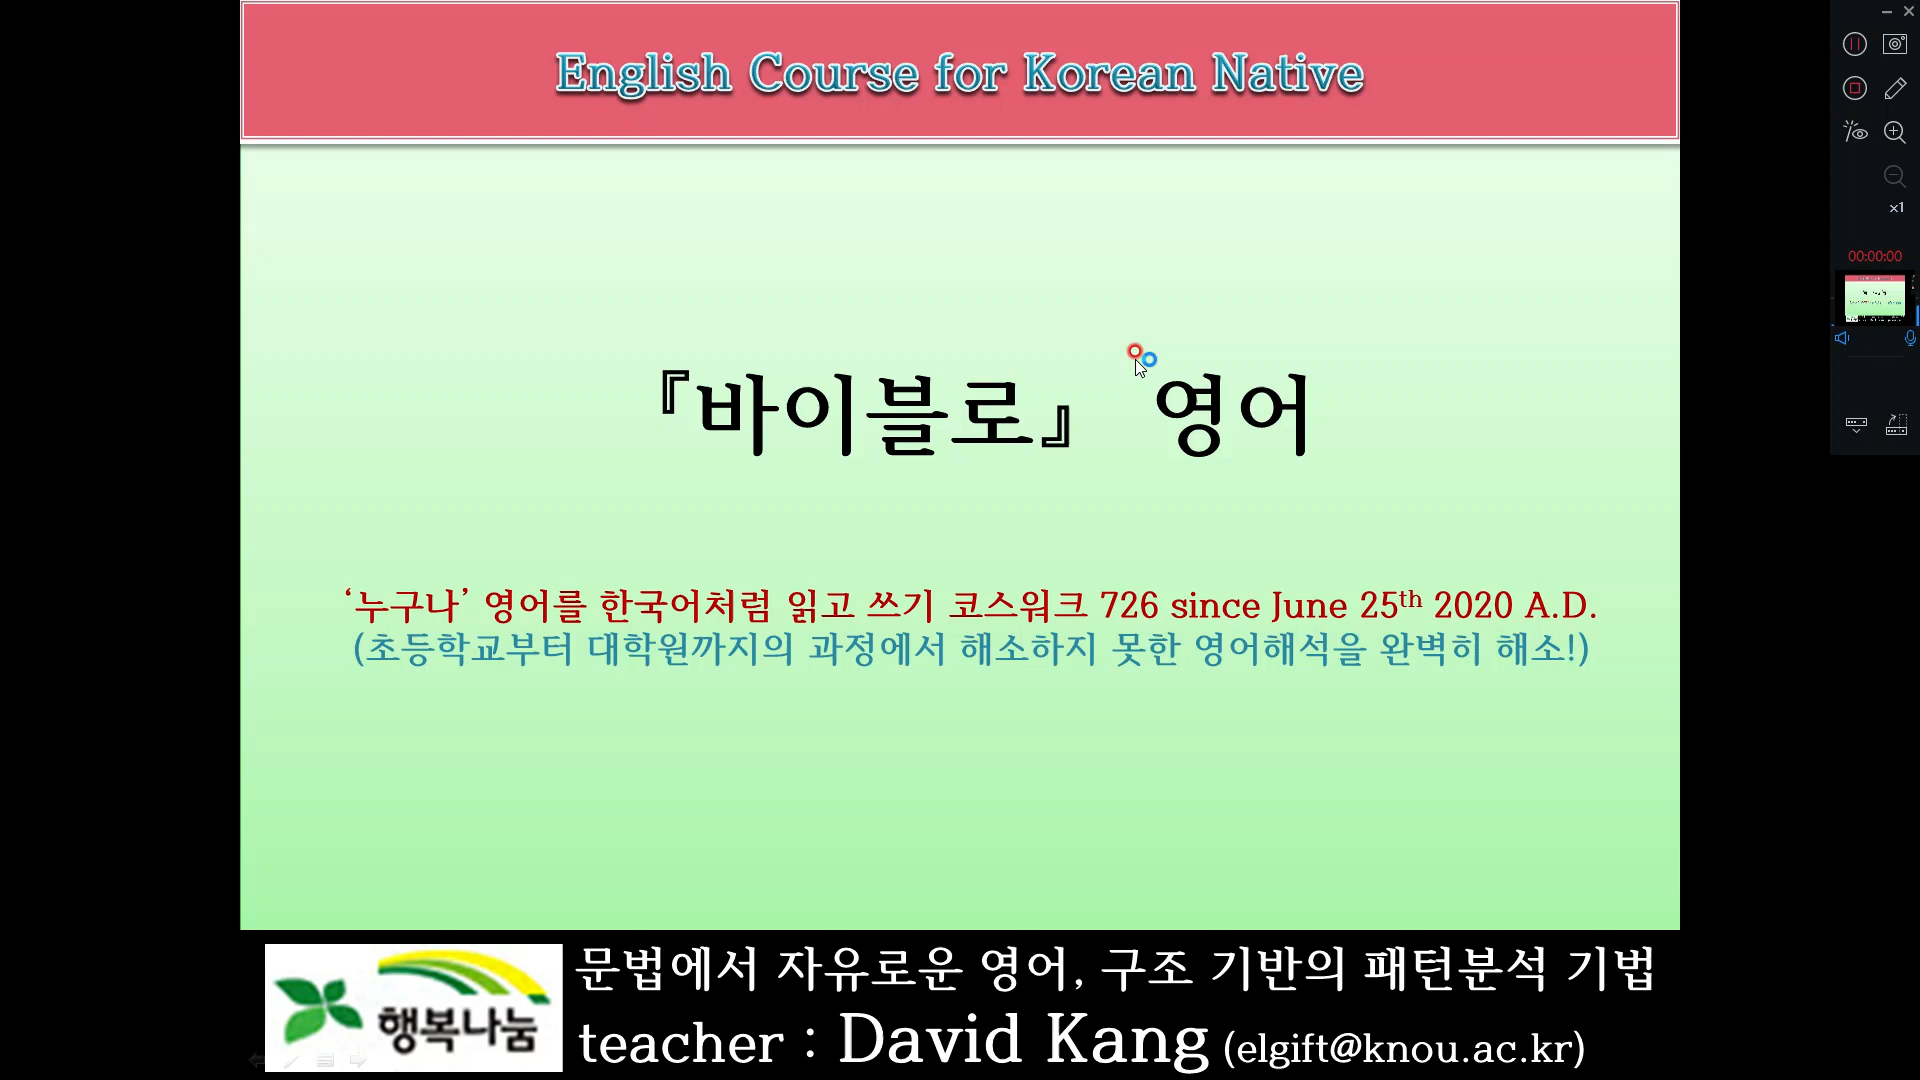 English Course for Korean Native
『바이블로』 영어
‘누구나’ 영어를 한국어처럼 읽고 쓰기 코스워크 726 since June 25th 2020 A.D.
(초등학교부터 대학원까지의 과정에서 해소하지 못한 영어해석을 완벽히 해소!)
행복나눔
문법에서 자유로운 영어, 구조 기반의 패턴분석 기법
teacher : David Kang (elgift@knou.ac.kr)
x1
00:00:00